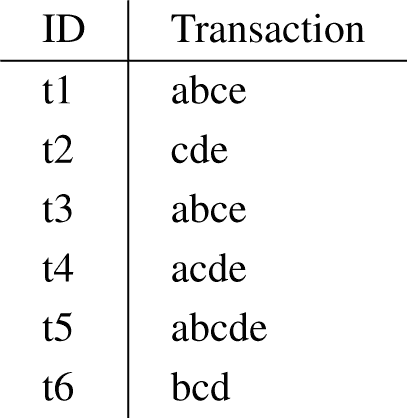 ID Transaction
t1 abce
t2 cde
t3 abce
t4 acde
t5 abcde
t6 bcd